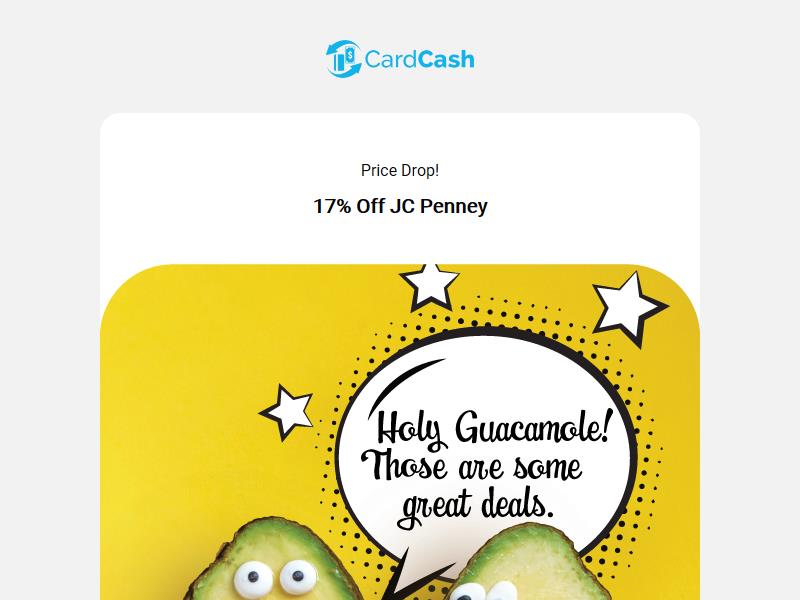 CardCash
Price Drop!
17% Off JC Penney
Holy Guacamole!
Those are some
great deals.